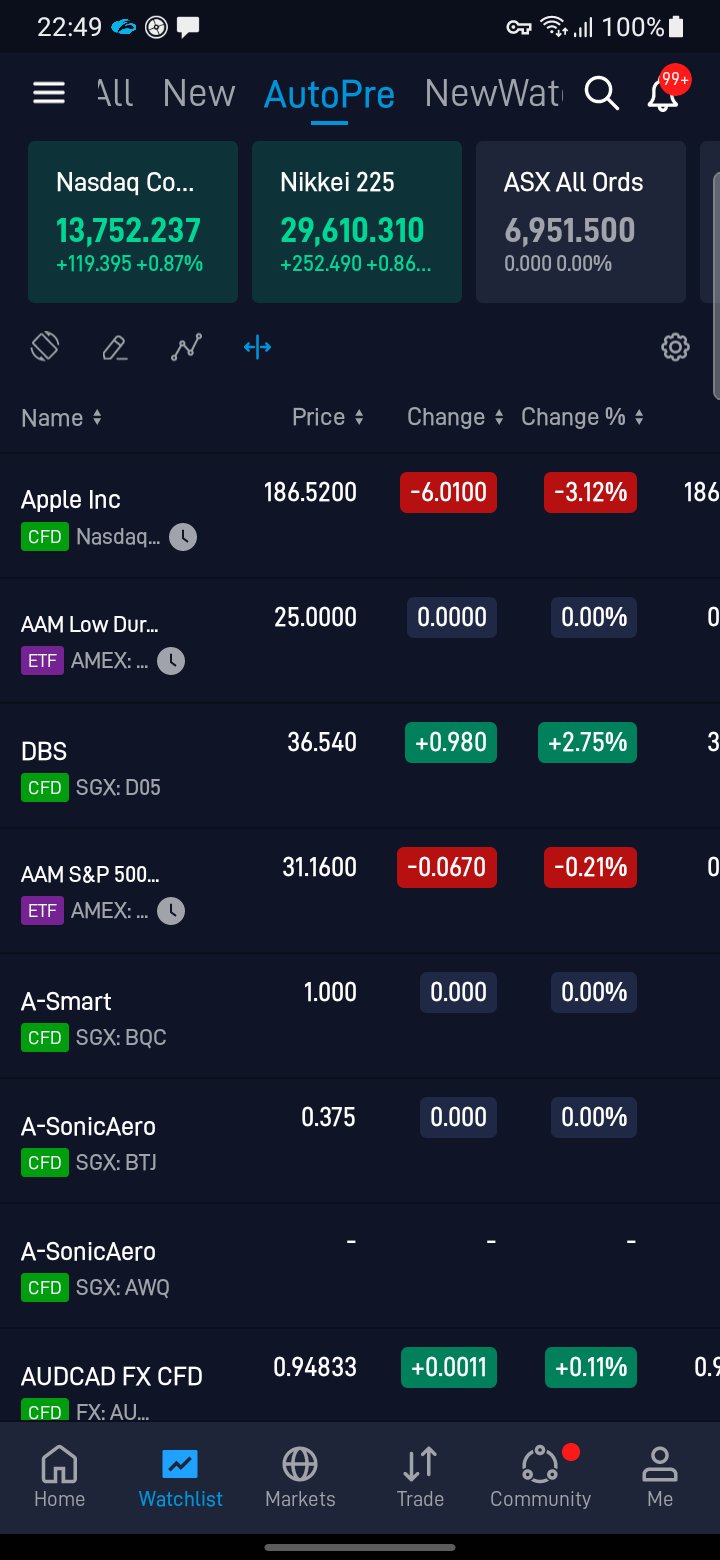 22:49 100%
All New AutoPre NewWat
99+
Nasdaq Co... Nikkei 225 ASX All Ords
13,752.237 29,610.310 6,951.500
+119.395 +0.87% +252.490 +0.86... 0.000 0.00%
Name Price Change Change %
Apple Inc 186.5200 -6.0100 -3.12% 186
CFD Nasdaq...
AAM Low Dur... 25.0000 0.0000 0.00% 0
ETF AMEX: ...
DBS 36.540 +0.980 +2.75% 3
CFD SGX: D05
AAM S&P 500... 31.1600 -0.0670 -0.21% 0
ETF AMEX: ...
A-Smart 1.000 0.000 0.00%
CFD SGX: BQC
A-SonicAero 0.375 0.000 0.00%
CFD SGX: BTJ
A-SonicAero - - -
CFD SGX: AWQ
AUDCAD FX CFD 0.94833 +0.0011 +0.11% 0.9
CFD FX: AU...
Home Watchlist Markets Trade Community Me